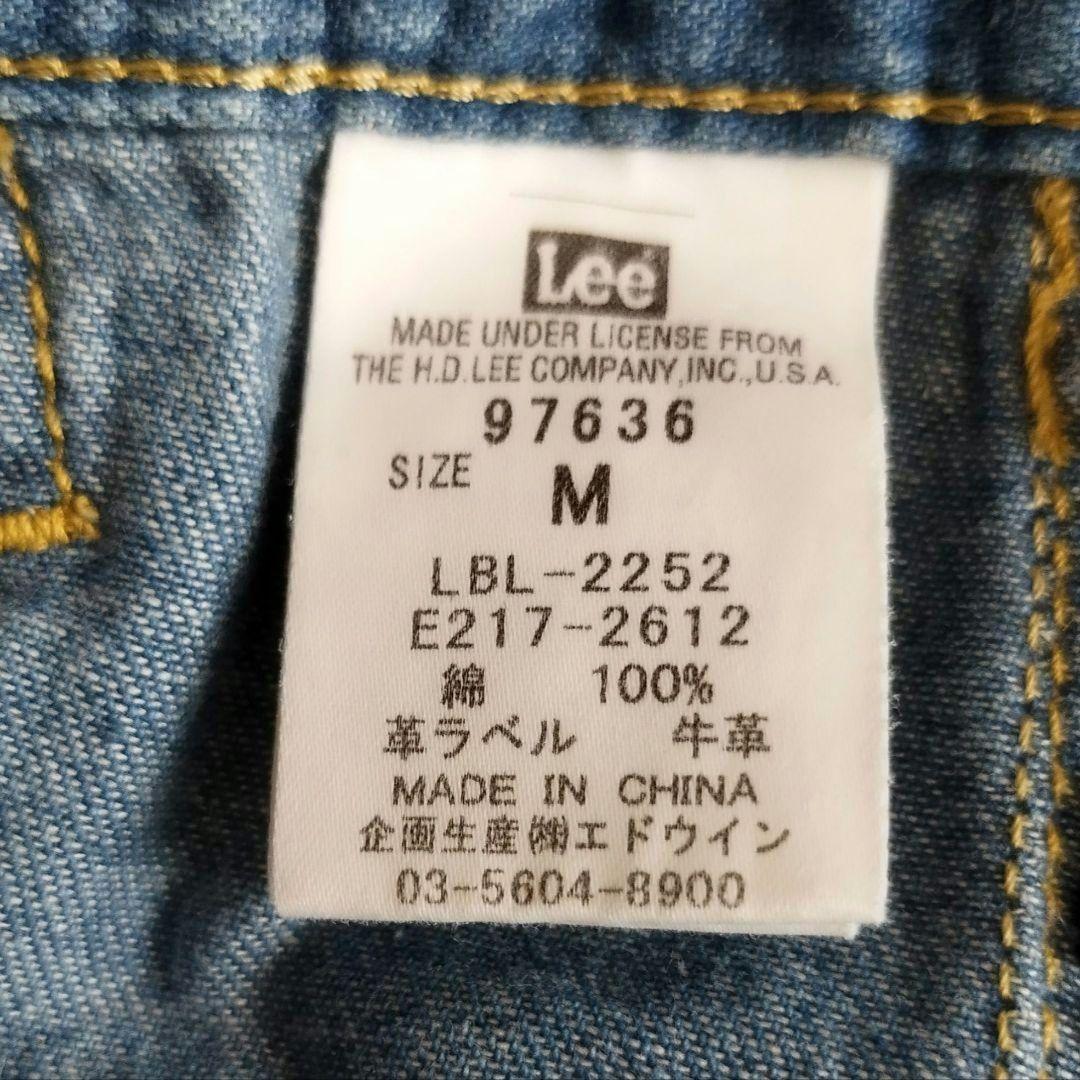 Lee
MADE UNDER LICENSE FROM
THE H.D.LEE COMPANY,INC.,U.S.A.
97636
SIZE M
LBL-2252
E217-2612
綿 100%
革ラベル 牛革
MADE IN CHINA
企画生産㈱エドウイン
03-5604-8900